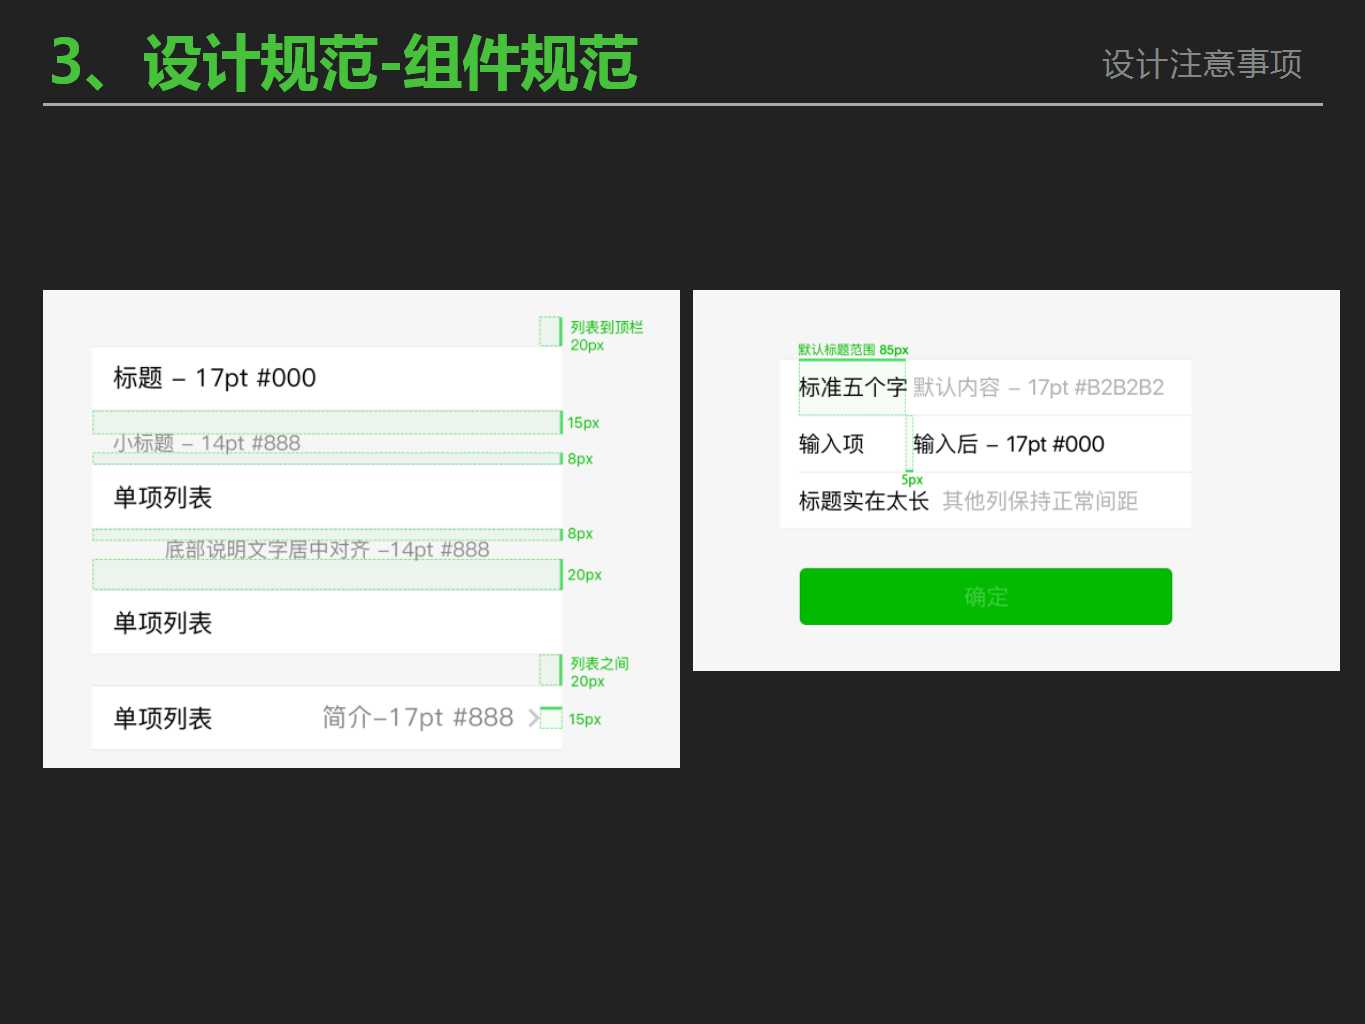 3、设计规范-组件规范
设计注意事项
列表到顶栏
20px
标题 – 17pt #000
15px
小标题 – 14pt #888
8px
单项列表
8px
底部说明文字居中对齐 –14pt #888
20px
单项列表
列表之间
20px
单项列表
简介–17pt #888
15px
默认标题范围 85px
标准五个字 默认内容 – 17pt #B2B2B2
输入项 输入后 – 17pt #000
5px
标题实在太长 其他列保持正常间距
确定